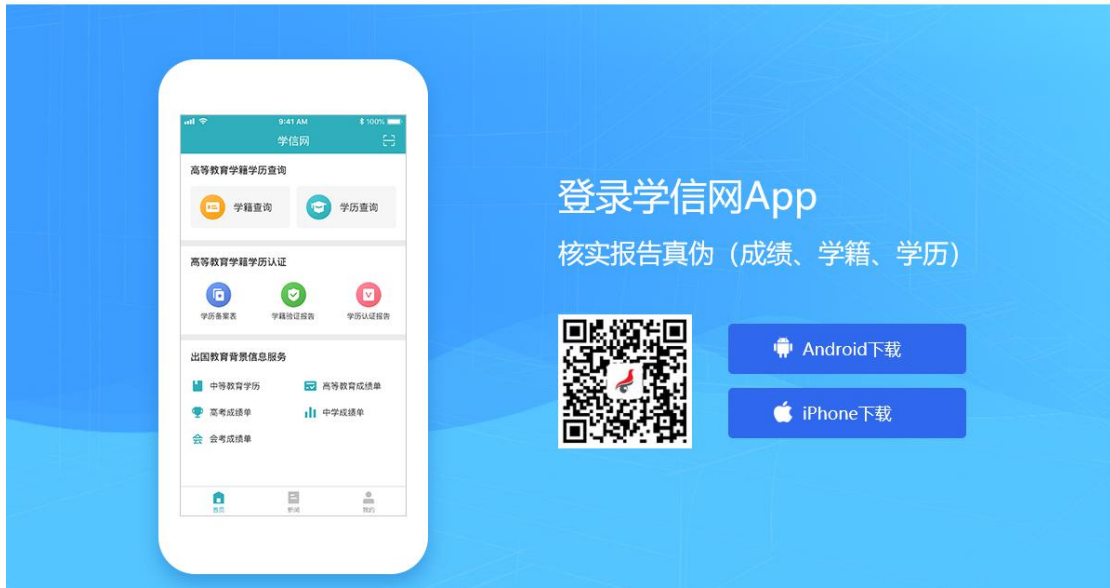 9:41 AM
100%
学信网
高等教育学籍学历查询
学籍查询
学历查询
高等教育学籍学历认证
学历备案表
学籍验证报告
学历认证报告
出国教育背景信息服务
中等教育学历
高等教育成绩单
高考成绩单
中学成绩单
会考成绩单
首页
新闻
我的
登录学信网App
核实报告真伪（成绩、学籍、学历）
Android下载
iPhone下载